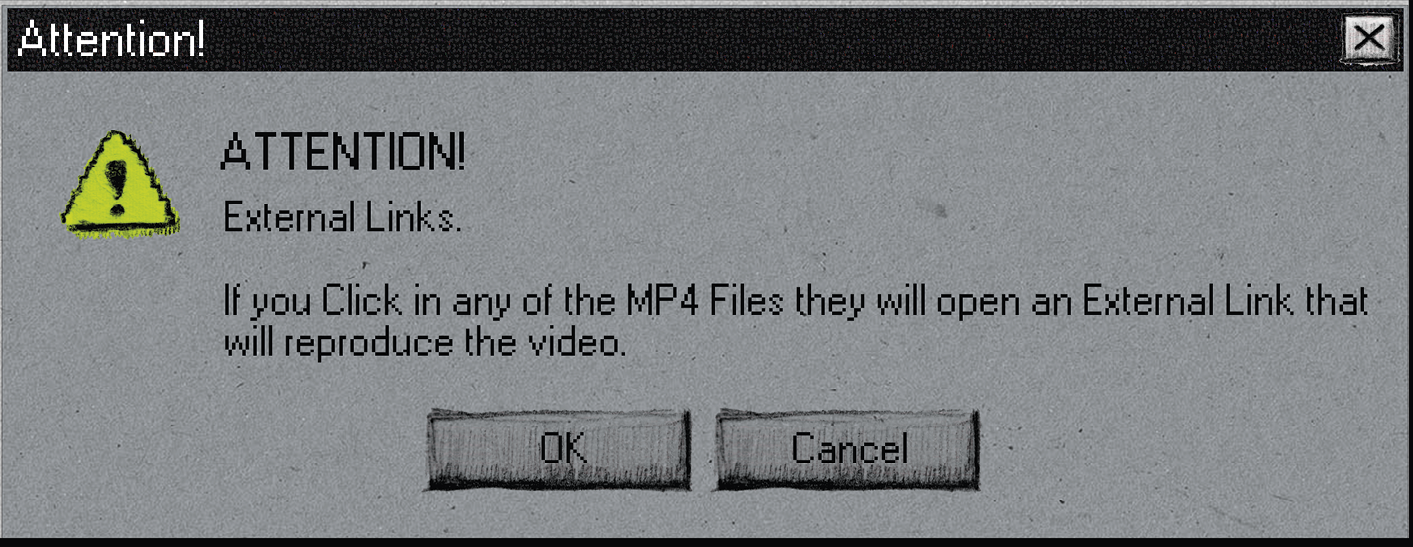 Attention!
ATTENTION!
External Links.
If you Click in any of the MP4 Files they will open an External Link that
will reproduce the video.
OK
Cancel